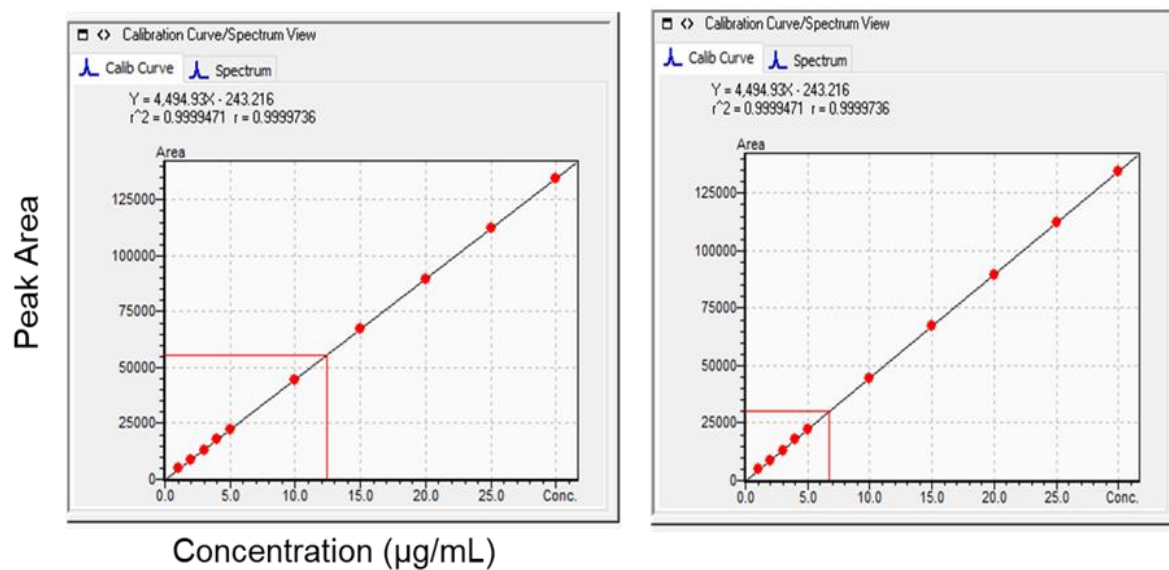 Calibration Curve/Spectrum View
Calib Curve Spectrum
Y = 4,494.93X - 243.216
r^2 = 0.9999471 r = 0.9999736
Area
125000
100000
75000
50000
25000
0
0.0 5.0 10.0 15.0 20.0 25.0 Conc.
Peak Area
Concentration (µg/mL)
Calibration Curve/Spectrum View
Calib Curve Spectrum
Y = 4,494.93X - 243.216
r^2 = 0.9999471 r = 0.9999736
Area
125000
100000
75000
50000
25000
0
0.0 5.0 10.0 15.0 20.0 25.0 Conc.